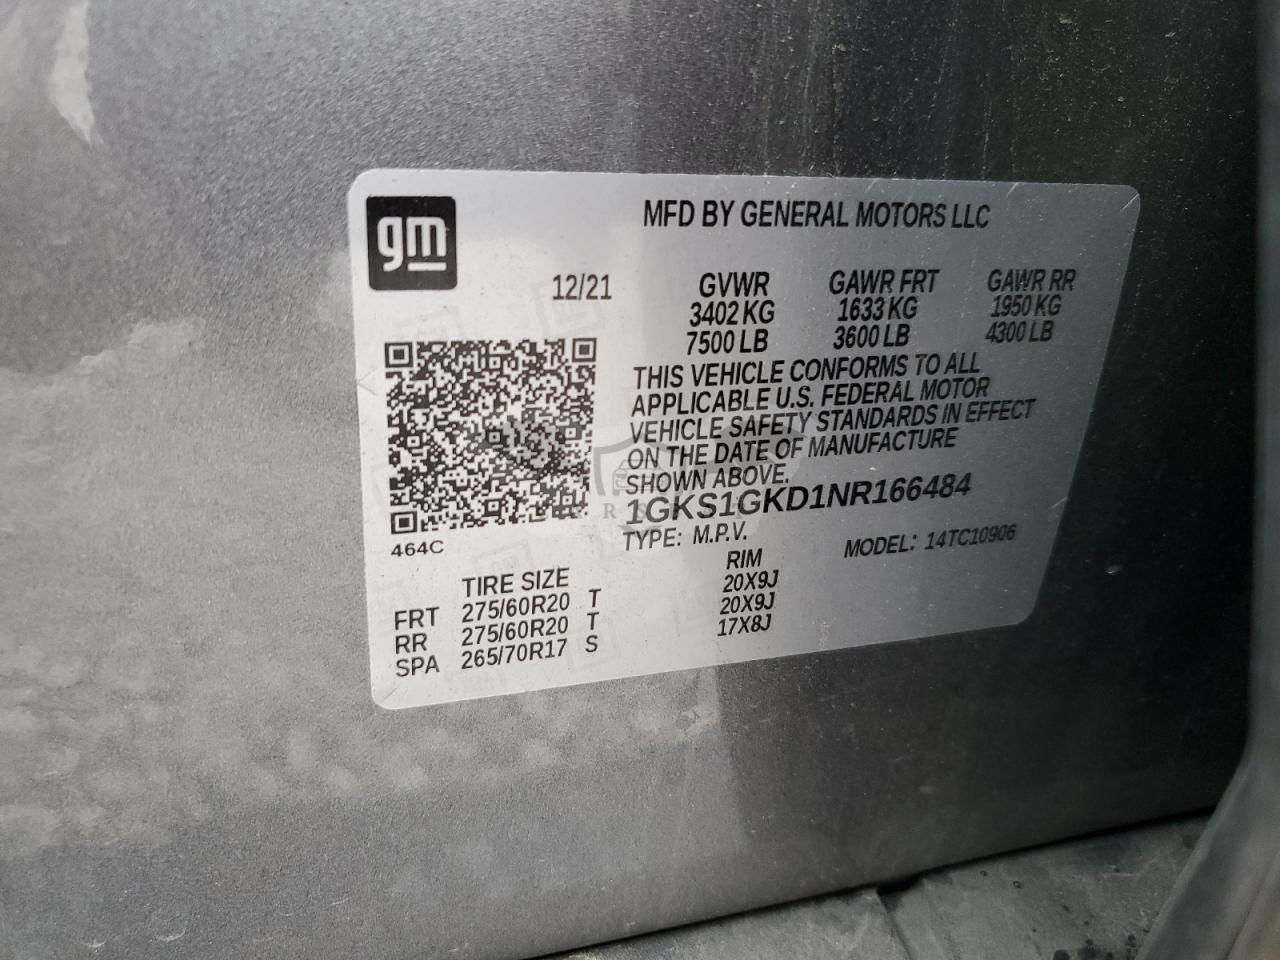 gm
MFD BY GENERAL MOTORS LLC
12/21 GVWR GAWR FRT GAWR RR
3402 KG 1633 KG 1950 KG
7500 LB 3600 LB 4300 LB
THIS VEHICLE CONFORMS TO ALL
APPLICABLE U.S. FEDERAL MOTOR
VEHICLE SAFETY STANDARDS IN EFFECT
ON THE DATE OF MANUFACTURE
SHOWN ABOVE.
1GKS1GKD1NR166484
TYPE: M.P.V. MODEL: 14TC10906
464C
TIRE SIZE RIM
FRT 275/60R20 T 20X9J
RR 275/60R20 T 20X9J
SPA 265/70R17 S 17X8J